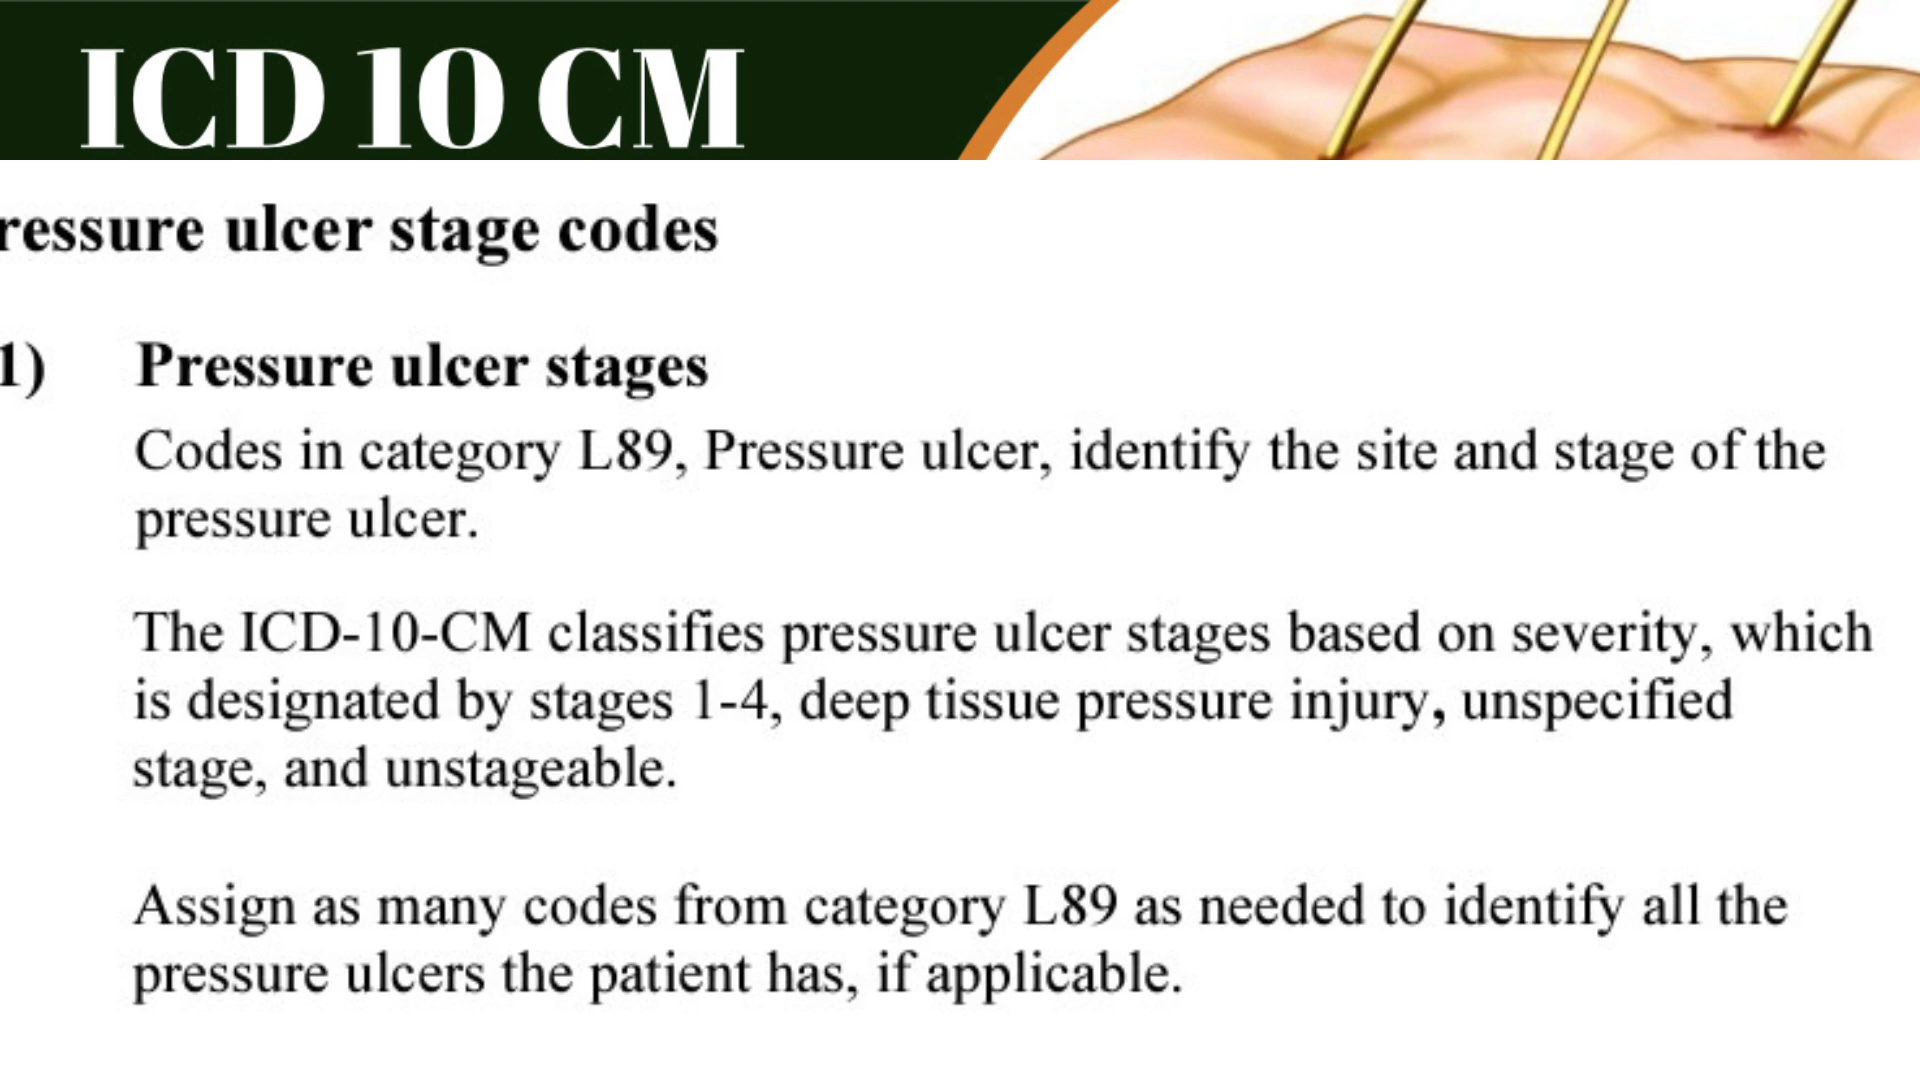 ICD 10 CM
ressure ulcer stage codes
1) Pressure ulcer stages
Codes in category L89, Pressure ulcer, identify the site and stage of the
pressure ulcer.
The ICD-10-CM classifies pressure ulcer stages based on severity, which
is designated by stages 1-4, deep tissue pressure injury, unspecified
stage, and unstageable.
Assign as many codes from category L89 as needed to identify all the
pressure ulcers the patient has, if applicable.